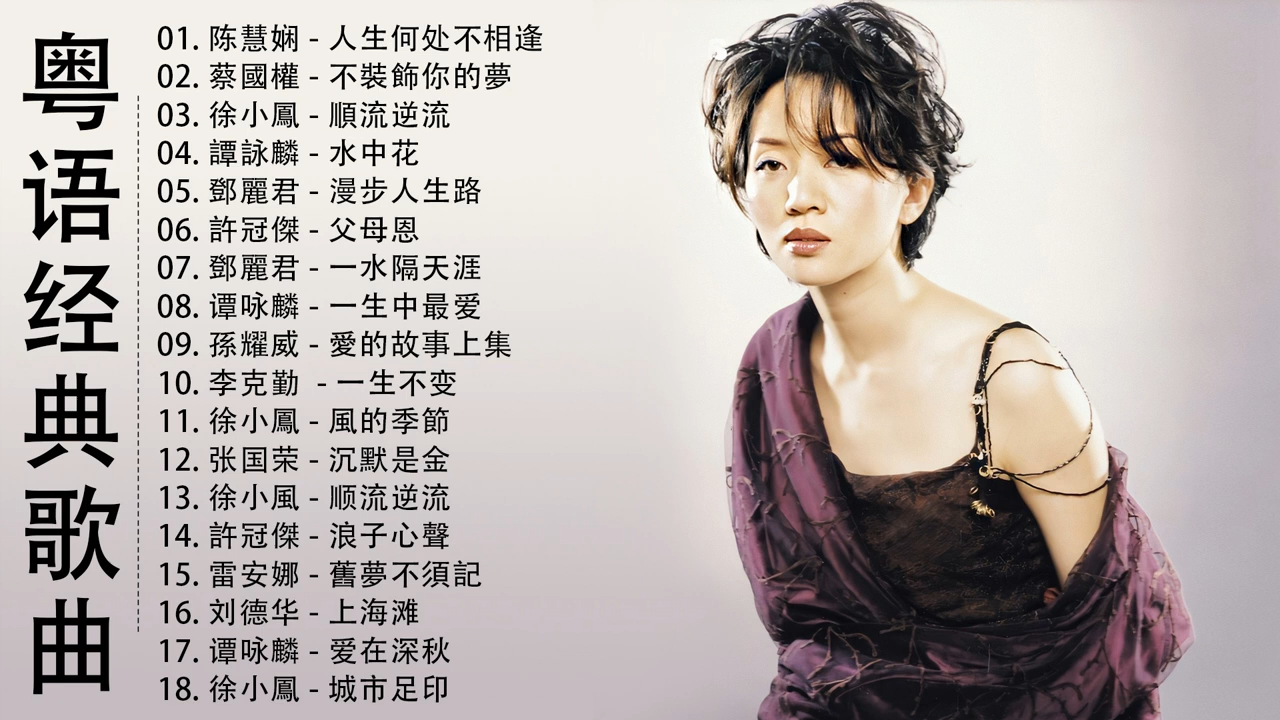 粤语经典歌曲
01. 陈慧娴 - 人生何处不相逢
02. 蔡國權 - 不裝飾你的夢
03. 徐小鳳 - 順流逆流
04. 譚詠麟 - 水中花
05. 鄧麗君 - 漫步人生路
06. 許冠傑 - 父母恩
07. 鄧麗君 - 一水隔天涯
08. 谭咏麟 - 一生中最爱
09. 孫耀威 - 愛的故事上集
10. 李克勤 - 一生不变
11. 徐小鳳 - 風的季節
12. 张国荣 - 沉默是金
13. 徐小風 - 顺流逆流
14. 許冠傑 - 浪子心聲
15. 雷安娜 - 舊夢不須記
16. 刘德华 - 上海滩
17. 谭咏麟 - 爱在深秋
18. 徐小鳳 - 城市足印